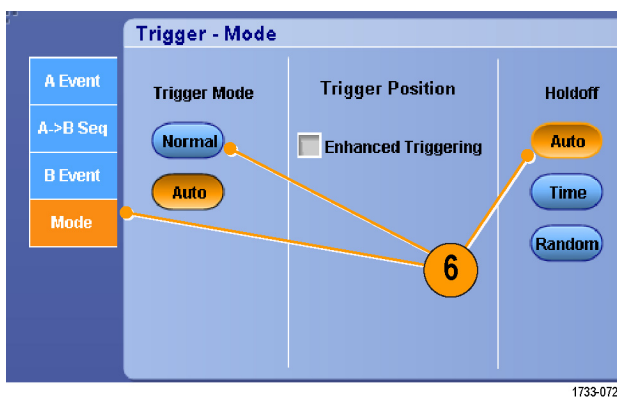 Trigger - Mode
A Event
A->B Seq
B Event
Mode
Trigger Mode
Normal
Auto
Trigger Position
Enhanced Triggering
Holdoff
Auto
Time
Random
6
1733-072